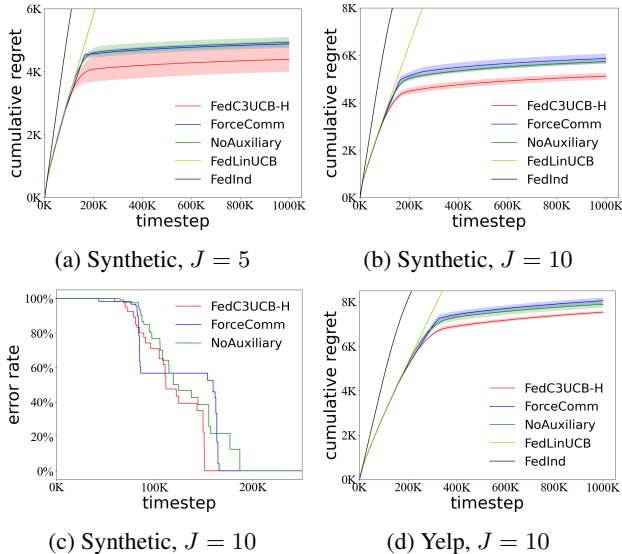 6K
4K
2K
0K
cumulative regret
FedC3UCB-H
ForceComm
NoAuxiliary
FedLinUCB
FedInd
0K 200K 400K 600K 800K 1000K
timestep
(a) Synthetic, J = 5
8K
6K
4K
2K
0K
cumulative regret
FedC3UCB-H
ForceComm
NoAuxiliary
FedLinUCB
FedInd
0K 200K 400K 600K 800K 1000K
timestep
(b) Synthetic, J = 10
100%
80%
60%
40%
20%
0%
error rate
FedC3UCB-H
ForceComm
NoAuxiliary
0K 100K 200K
timestep
(c) Synthetic, J = 10
8K
6K
4K
2K
0K
cumulative regret
FedC3UCB-H
ForceComm
NoAuxiliary
FedLinUCB
FedInd
0K 200K 400K 600K 800K 1000K
timestep
(d) Yelp, J = 10